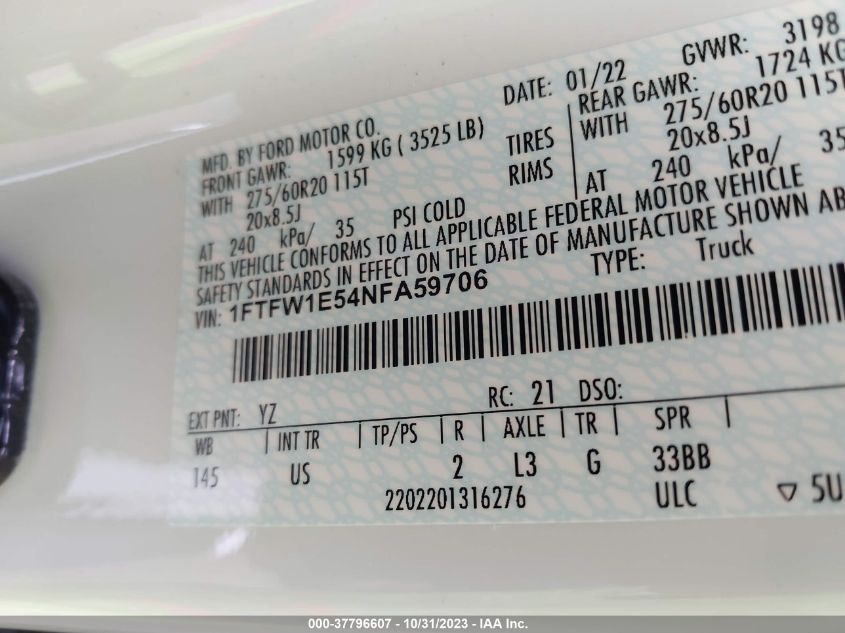 MFD. BY FORD MOTOR CO. DATE: 01/22 GVWR: 3198
FRONT GAWR: 1599 KG ( 3525 LB) REAR GAWR: 1724 KG
WITH 275/60R20 115T TIRES WITH 275/60R20 115T
20x8.5J RIMS 20x8.5J
AT 240 kPa/ 35 PSI COLD AT 240 kPa/ 35
THIS VEHICLE CONFORMS TO ALL APPLICABLE FEDERAL MOTOR VEHICLE
SAFETY STANDARDS IN EFFECT ON THE DATE OF MANUFACTURE SHOWN AB
VIN: 1FTFW1E54NFA59706 TYPE: Truck
EXT PNT: YZ RC: 21 DSO:
WB | INT TR | TP/PS | R | AXLE | TR | SPR |
145 US 2 L3 G 33BB
2202201316276 ULC ▽ 5U
000-37796607 - 10/31/2023 - IAA Inc.